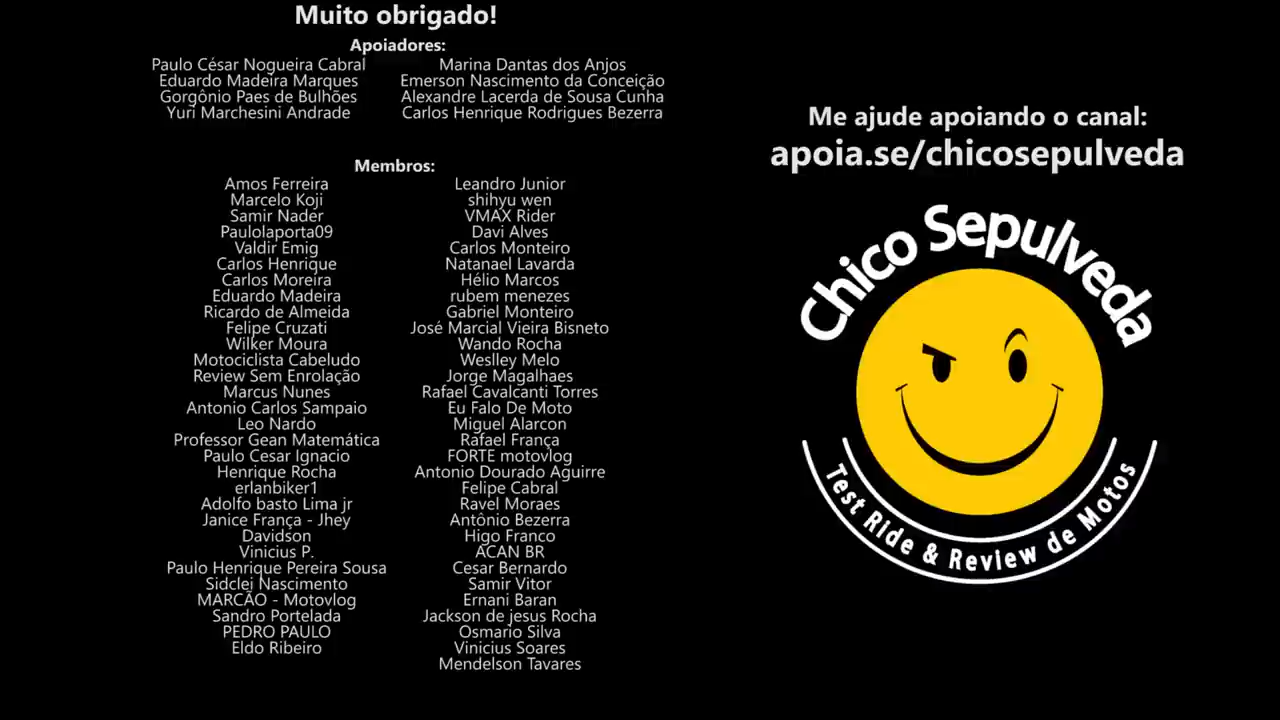 Muito obrigado!
Apoiadores:
Paulo César Nogueira Cabral
Eduardo Madeira Marques
Gorgônio Paes de Bulhões
Yuri Marchesini Andrade
Marina Dantas dos Anjos
Emerson Nascimento da Conceição
Alexandre Lacerda de Sousa Cunha
Carlos Henrique Rodrigues Bezerra
Membros:
Amos Ferreira
Marcelo Koji
Samir Nader
Paulolaporta09
Valdir Emig
Carlos Henrique
Carlos Moreira
Eduardo Madeira
Ricardo de Almeida
Felipe Cruzati
Wilker Moura
Motociclista Cabeludo
Review Sem Enrolação
Marcus Nunes
Antonio Carlos Sampaio
Leo Nardo
Professor Gean Matemática
Paulo Cesar Ignacio
Henrique Rocha
erlanbiker1
Adolfo basto Lima jr
Janice França - Jhey
Davidson
Vinicius P.
Paulo Henrique Pereira Sousa
Sidclei Nascimento
MARCÃO - Motovlog
Sandro Portelada
PEDRO PAULO
Eldo Ribeiro
Leandro Junior
shihyu wen
VMAX Rider
Davi Alves
Carlos Monteiro
Natanael Lavarda
Hélio Marcos
rubem menezes
Gabriel Monteiro
José Marcial Vieira Bisneto
Wando Rocha
Weslley Melo
Jorge Magalhaes
Rafael Cavalcanti Torres
Eu Falo De Moto
Miguel Alarcon
Rafael França
FORTE motovlog
Antonio Dourado Aguirre
Felipe Cabral
Ravel Moraes
Antônio Bezerra
Higo Franco
ACAN BR
Cesar Bernardo
Samir Vitor
Ernani Baran
Jackson de jesus Rocha
Osmario Silva
Vinicius Soares
Mendelson Tavares
Me ajude apoiando o canal:
apoia.se/chicosepulveda
Chico Sepulveda
Test Ride & Review de Motos